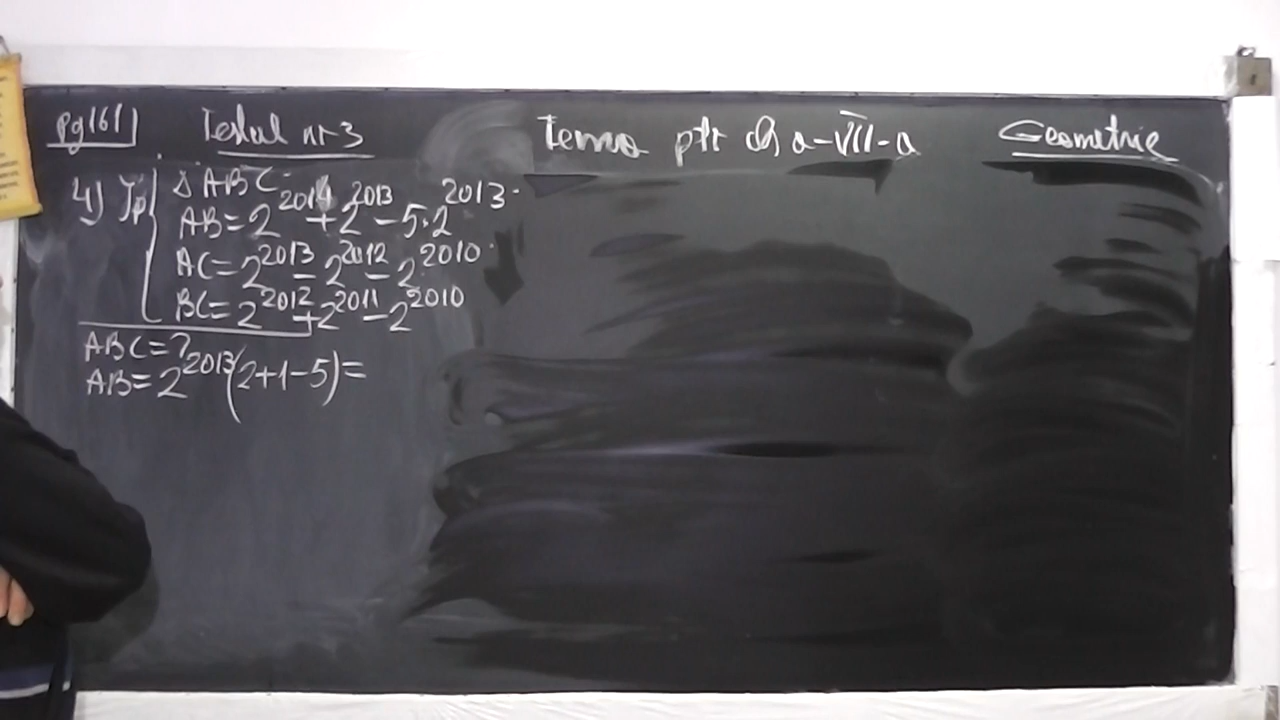 pg 161 Testul nr 3 Tema ptr cls a-VII-a Geometrie
4) Ip Δ ABC
AB = 2^2014 + 2^2013 - 5·2^2013
AC = 2^2013 - 2^2012 - 2^2010
BC = 2^2012 + 2^2011 - 2^2010
ABC = ?
AB = 2^2013 (2+1-5) =